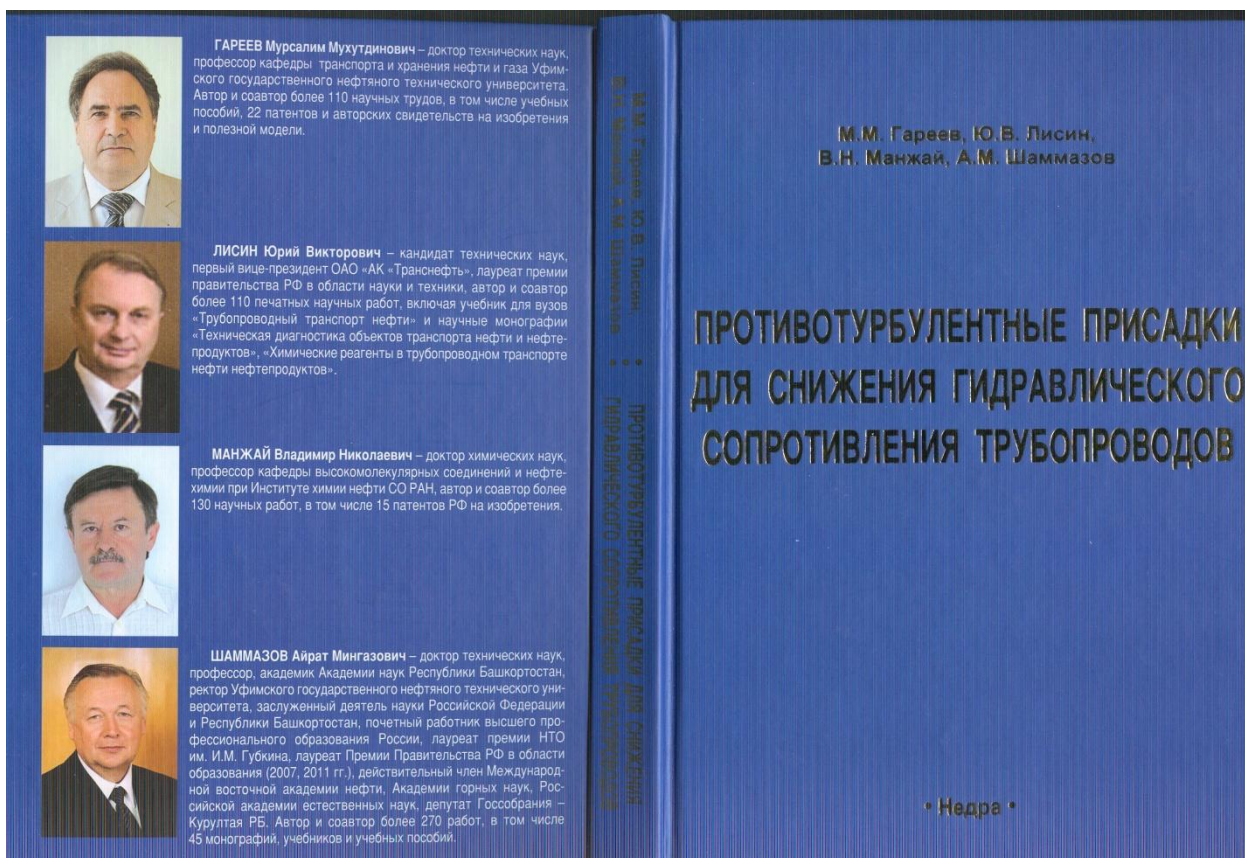 ГАРЕЕВ Мурсалим Мухутдинович – доктор технических наук,
профессор кафедры транспорта и хранения нефти и газа Уфим-
ского государственного нефтяного технического университета.
Автор и соавтор более 110 научных трудов, в том числе учебных
пособий, 22 патентов и авторских свидетельств на изобретения
и полезной модели.
ЛИСИН Юрий Викторович – кандидат технических наук,
первый вице-президент ОАО «АК «Транснефть», лауреат премии
правительства РФ в области науки и техники, автор и соавтор
более 110 печатных научных работ, включая учебник для вузов
«Трубопроводный транспорт нефти» и научные монографии
«Техническая диагностика объектов транспорта нефти и нефте-
продуктов», «Химические реагенты в трубопроводном транспорте
нефти нефтепродуктов».
МАНЖАЙ Владимир Николаевич – доктор химических наук,
профессор кафедры высокомолекулярных соединений и нефте-
химии при Институте химии нефти СО РАН, автор и соавтор более
130 научных работ, в том числе 15 патентов РФ на изобретения.
ШАММАЗОВ Айрат Мингазович – доктор технических наук,
профессор, академик Академии наук Республики Башкортостан,
ректор Уфимского государственного нефтяного технического уни-
верситета, заслуженный деятель науки Российской Федерации
и Республики Башкортостан, почетный работник высшего про-
фессионального образования России, лауреат премии НТО
им. И.М. Губкина, лауреат Премии Правительства РФ в области
образования (2007, 2011 гг.), действительный член Международ-
ной восточной академии нефти, Академии горных наук, Рос-
сийской академии естественных наук, депутат Госсобрания –
Курултая РБ. Автор и соавтор более 270 работ, в том числе
45 монографий, учебников и учебных пособий.
М.М. Гареев, Ю.В. Лисин • ПРОТИВОТУРБУЛЕНТНЫЕ ПРИСАДКИ ДЛЯ СНИЖЕНИЯ
В.Н. Манжай, А.М. Шаммазов • ГИДРАВЛИЧЕСКОГО СОПРОТИВЛЕНИЯ ТРУБОПРОВОДОВ
М.М. Гареев, Ю.В. Лисин,
В.Н. Манжай, А.М. Шаммазов
ПРОТИВОТУРБУЛЕНТНЫЕ ПРИСАДКИ
ДЛЯ СНИЖЕНИЯ ГИДРАВЛИЧЕСКОГО
СОПРОТИВЛЕНИЯ ТРУБОПРОВОДОВ
• Недра •